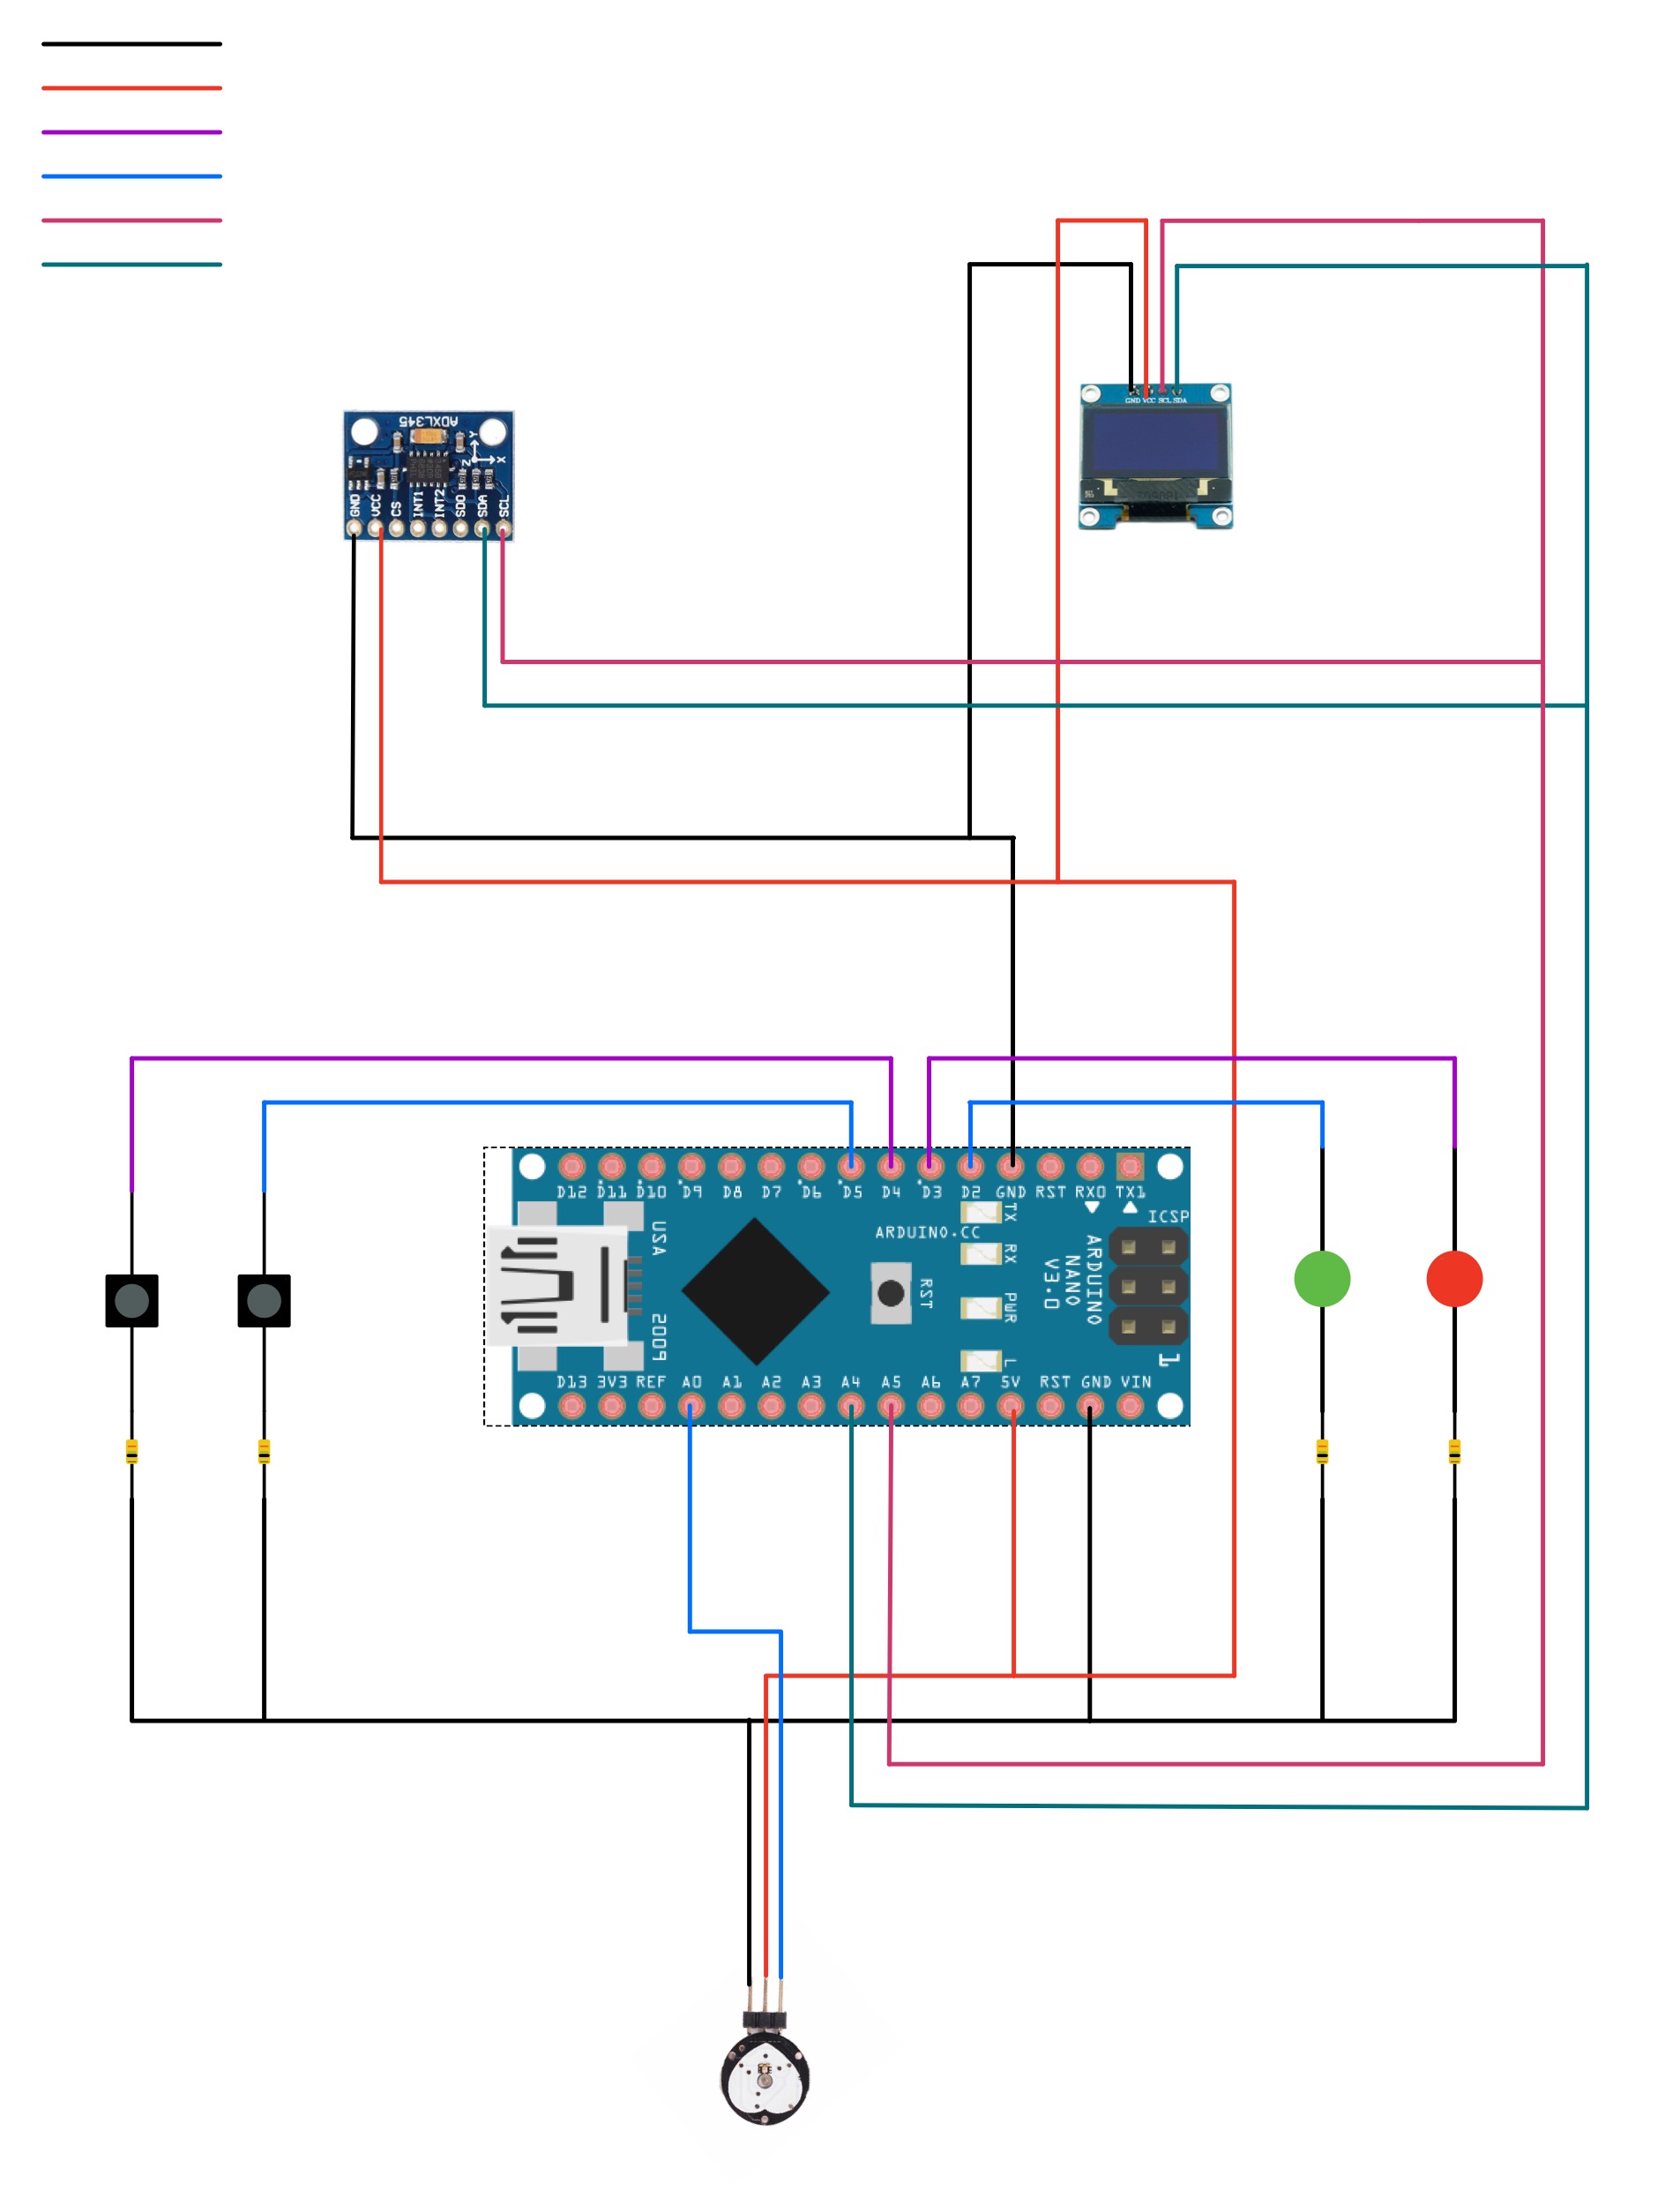 GND VCC SCL SDA
ADXL345
Y
Z X
GND VCC CS INT1 INT2 SDO SDA SCL
D12 D11 D10 D9 D8 D7 D6 D5 D4 D3 D2 GND RST RX0 TX1
ICSP
TX
ARDUINO.CC
RX
USA
ARDUINO
NANO
V3.0
RST
PWR
2009
L
1
D13 3V3 REF A0 A1 A2 A3 A4 A5 A6 A7 5V RST GND VIN